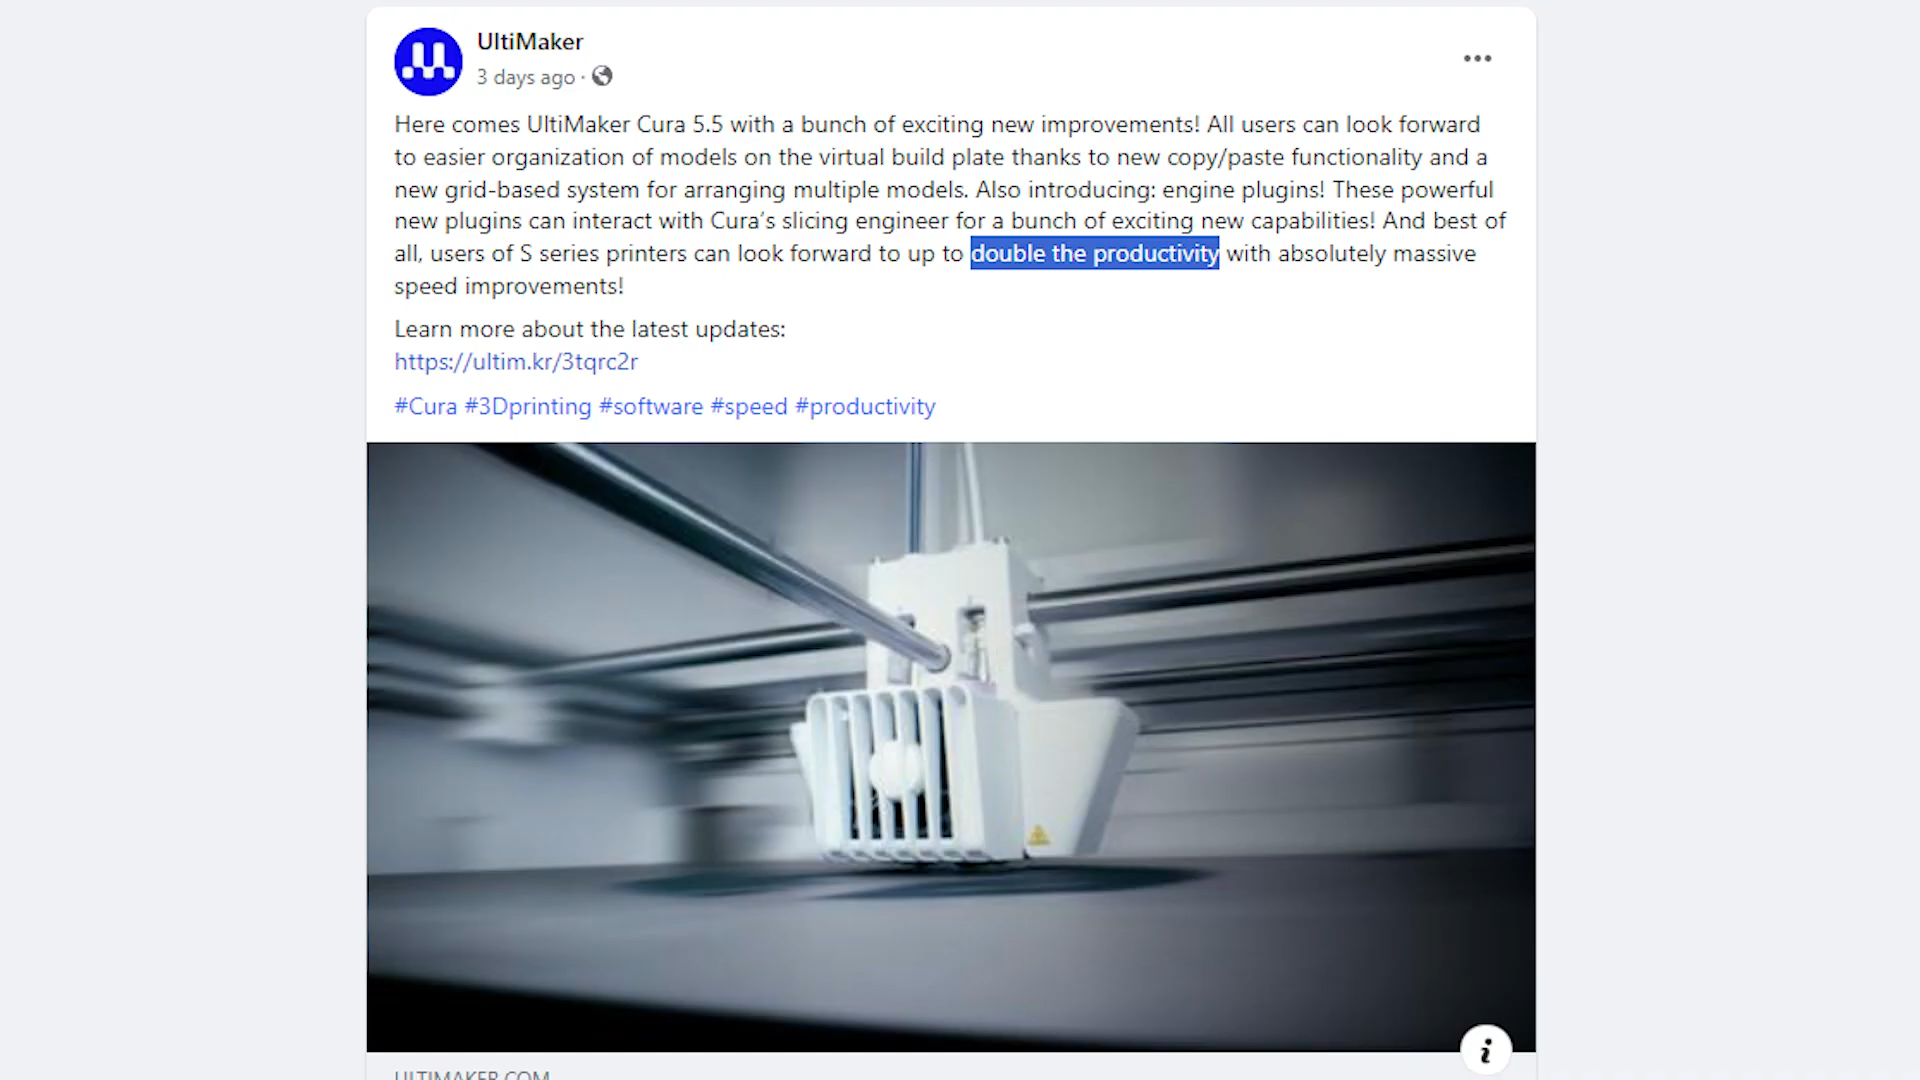 UltiMaker
3 days ago ·
Here comes UltiMaker Cura 5.5 with a bunch of exciting new improvements! All users can look forward
to easier organization of models on the virtual build plate thanks to new copy/paste functionality and a
new grid-based system for arranging multiple models. Also introducing: engine plugins! These powerful
new plugins can interact with Cura’s slicing engineer for a bunch of exciting new capabilities! And best of
all, users of S series printers can look forward to up to double the productivity with absolutely massive
speed improvements!
Learn more about the latest updates:
https://ultim.kr/3tqrc2r
#Cura #3Dprinting #software #speed #productivity
ULTIMAKER.COM